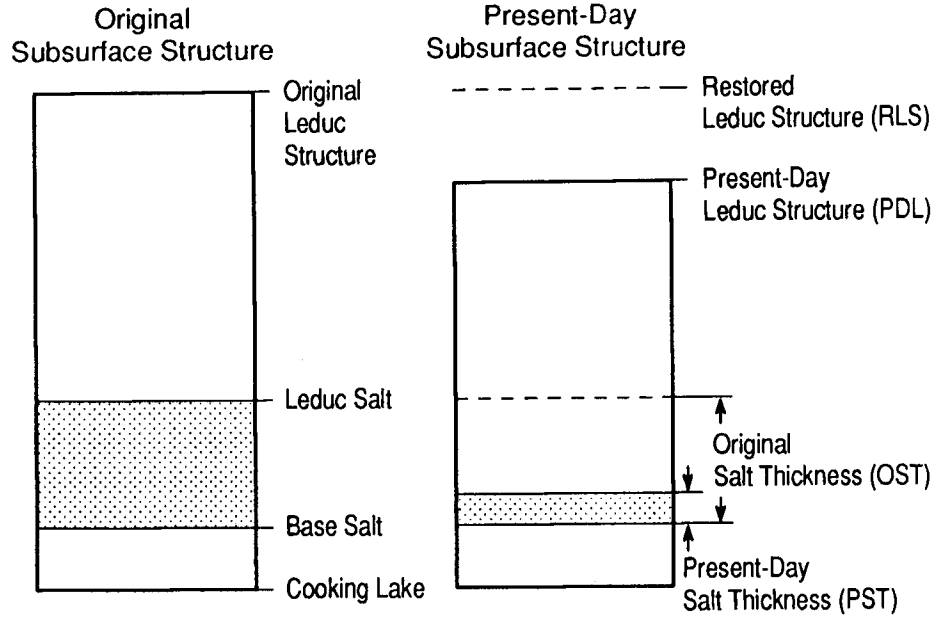 Original
Subsurface Structure
Original
Leduc
Structure
Leduc Salt
Base Salt
Cooking Lake
Present-Day
Subsurface Structure
Restored
Leduc Structure (RLS)
Present-Day
Leduc Structure (PDL)
Original
Salt Thickness (OST)
Present-Day
Salt Thickness (PST)